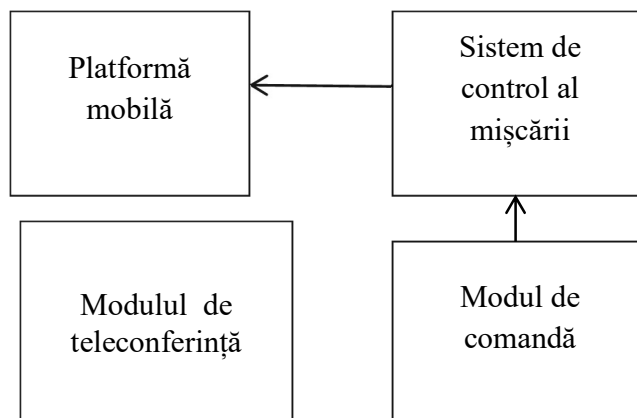 Platformă
mobilă
Sistem de
control al
mișcării
Modulul de
teleconferință
Modul de
comandă